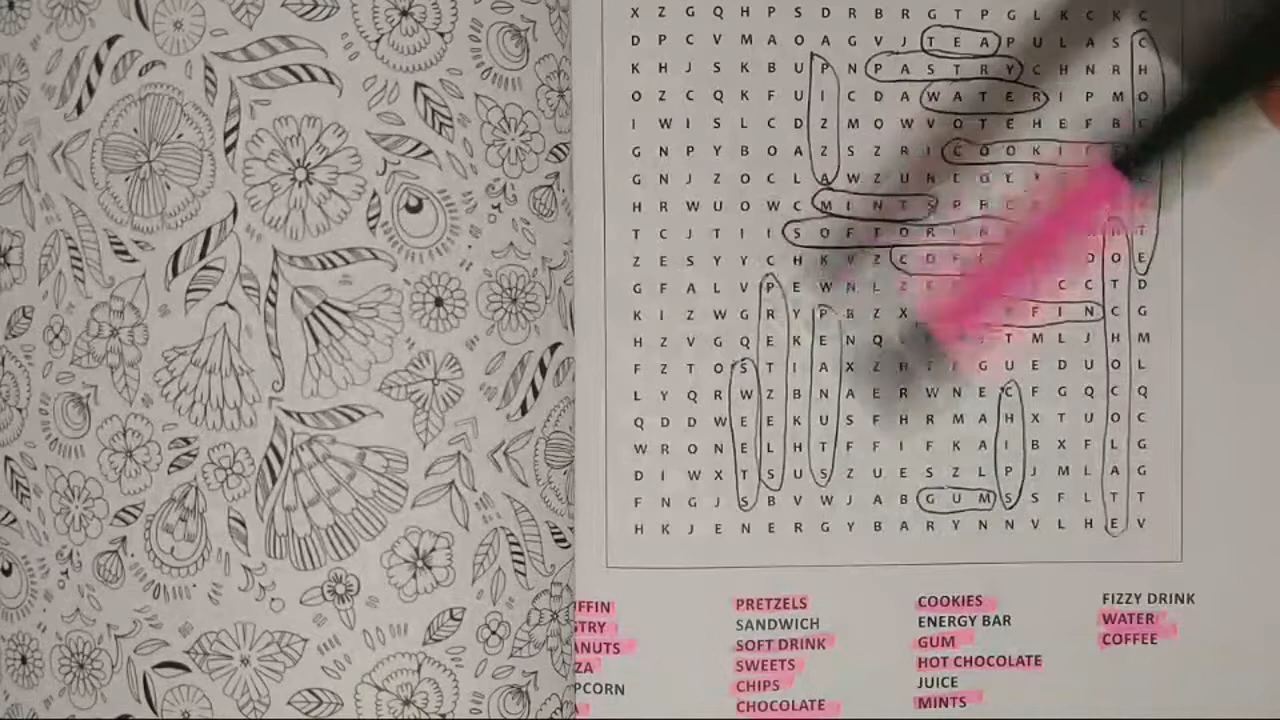 X Z G Q H P S D R B R G T P G L K C K C
D P C V M A O A G V J T E A P U L A S C
K H J S K B U P N P A S T R Y C H N R H
O Z C Q K F U I C D A W A T E R I P M O
I W I S L C D Z M O W V O T E H E F B C
G N P Y B O A Z S Z R I C O O K I E
G N J Z O C L A W Z U
H R W U O W C M I N T S P R
T C J T I I S O F T D R I N
Z E S Y Y C H K V Z C O F O O E
G F A L V P E W N L Z C C T D
K I Z W G R Y P B Z X F I N C G
H Z V G Q E K E N Q T M L J H M
F Z T O S T I A X Z G U E D U O L
L Y Q R W Z B N A E R W N E C F G Q C Q
Q D D W E E K U S F H R M A H X T U O C
W R O N E L H T F F I F K A I B X F L G
D I W X T S U S Z U E S Z L P J M L A G
F N G J S B V W J A B G U M S S F L T T
H K J E N E R G Y B A R Y N N V L H E V
FFIN
STRY
ANUTS
ZA
PCORN
PRETZELS
SANDWICH
SOFT DRINK
SWEETS
CHIPS
CHOCOLATE
COOKIES
ENERGY BAR
GUM
HOT CHOCOLATE
JUICE
MINTS
FIZZY DRINK
WATER
COFFEE